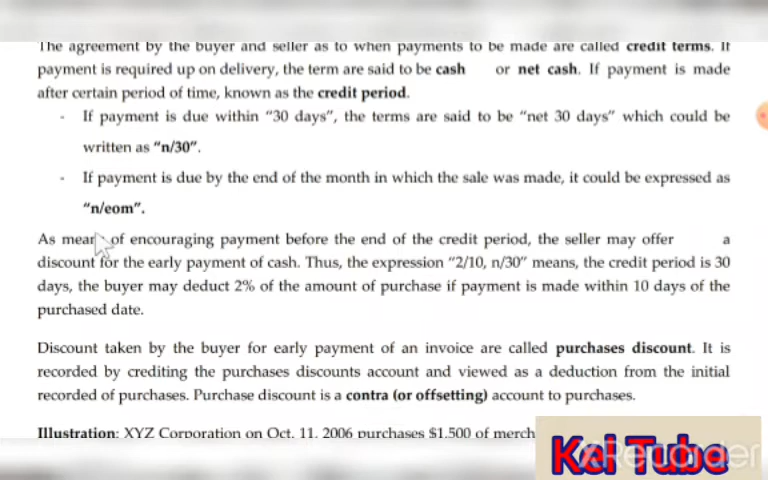 The agreement by the buyer and seller as to when payments to be made are called credit terms. If
payment is required up on delivery, the term are said to be cash or net cash. If payment is made
after certain period of time, known as the credit period.
- If payment is due within "30 days", the terms are said to be "net 30 days" which could be
written as "n/30".
- If payment is due by the end of the month in which the sale was made, it could be expressed as
"n/eom".
As mean of encouraging payment before the end of the credit period, the seller may offer a
discount for the early payment of cash. Thus, the expression "2/10, n/30" means, the credit period is 30
days, the buyer may deduct 2% of the amount of purchase if payment is made within 10 days of the
purchased date.
Discount taken by the buyer for early payment of an invoice are called purchases discount. It is
recorded by crediting the purchases discounts account and viewed as a deduction from the initial
recorded of purchases. Purchase discount is a contra (or offsetting) account to purchases.
Illustration: XYZ Corporation on Oct. 11, 2006 purchases $1,500 of merch
Kal Tube